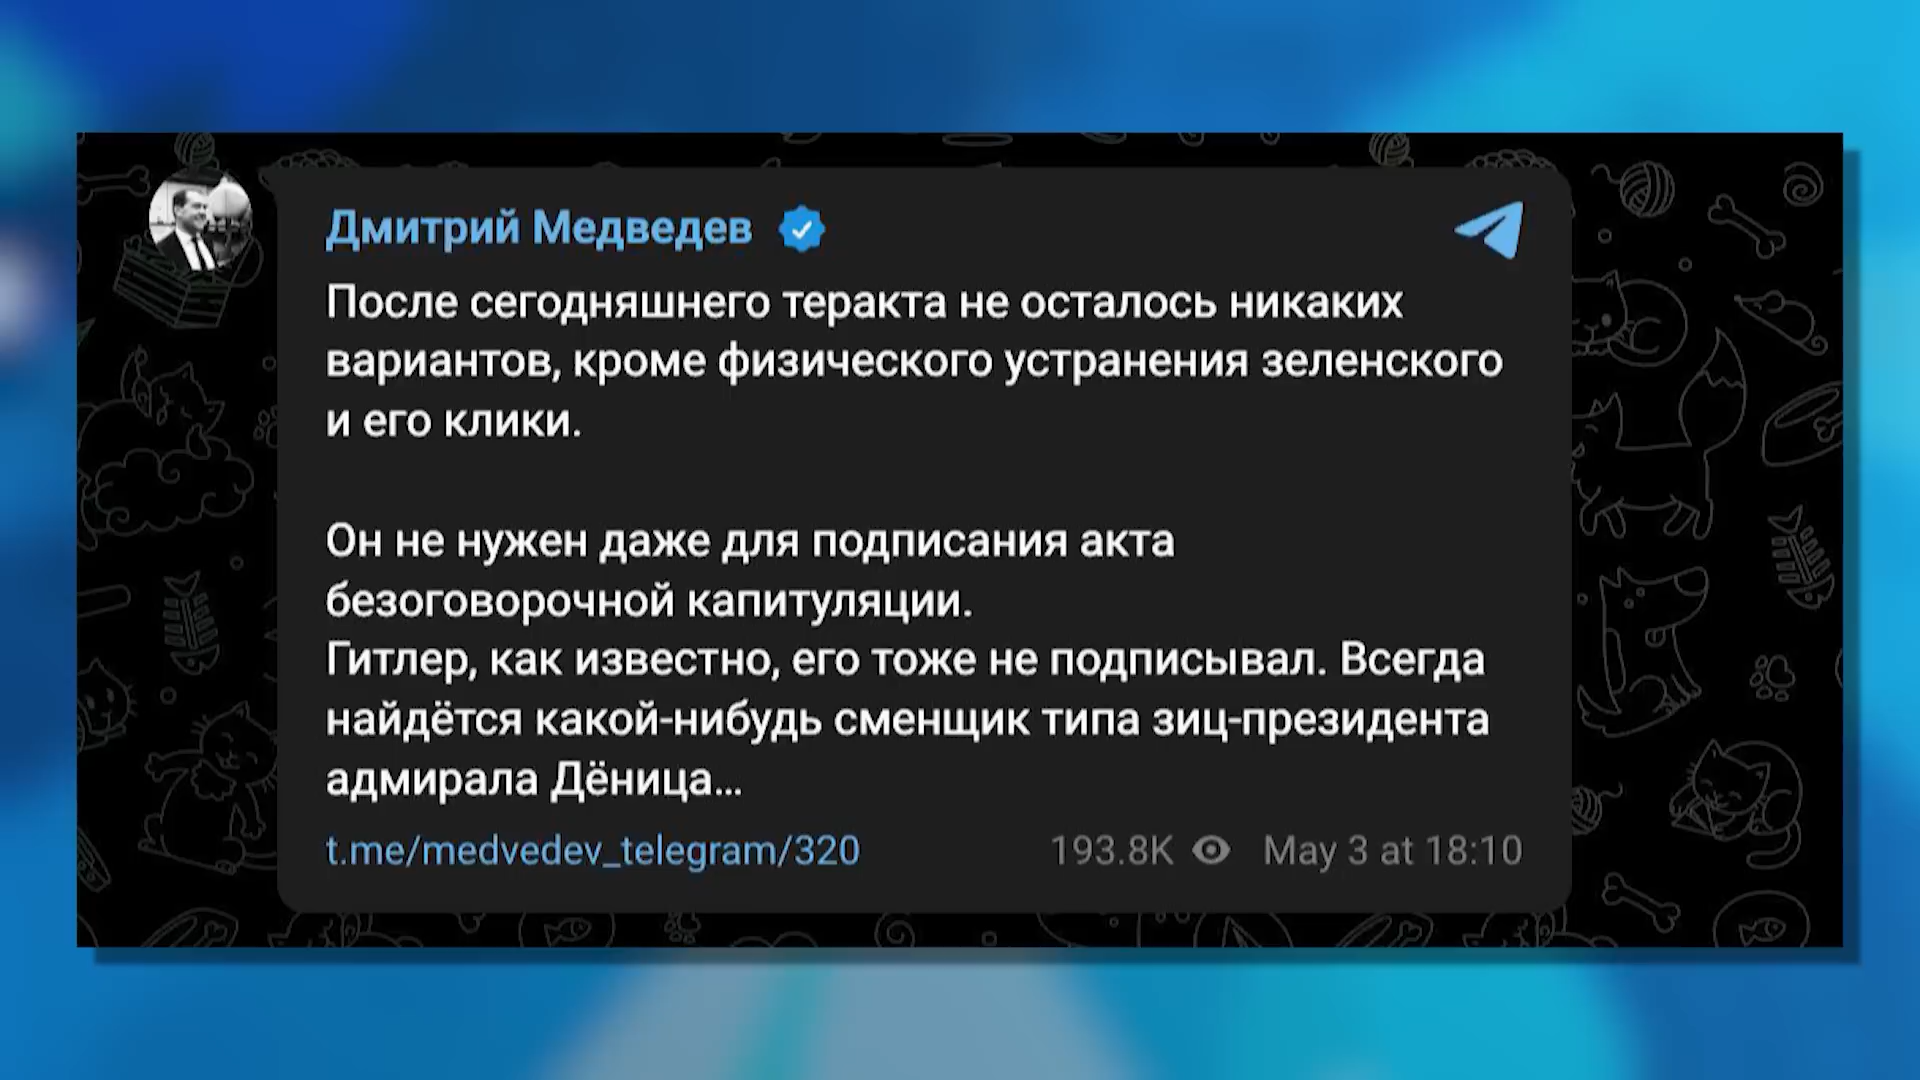 Дмитрий Медведев
После сегодняшнего теракта не осталось никаких
вариантов, кроме физического устранения зеленского
и его клики.
Он не нужен даже для подписания акта
безоговорочной капитуляции.
Гитлер, как известно, его тоже не подписывал. Всегда
найдётся какой-нибудь сменщик типа зиц-президента
адмирала Дёница...
t.me/medvedev_telegram/320 193.8K May 3 at 18:10